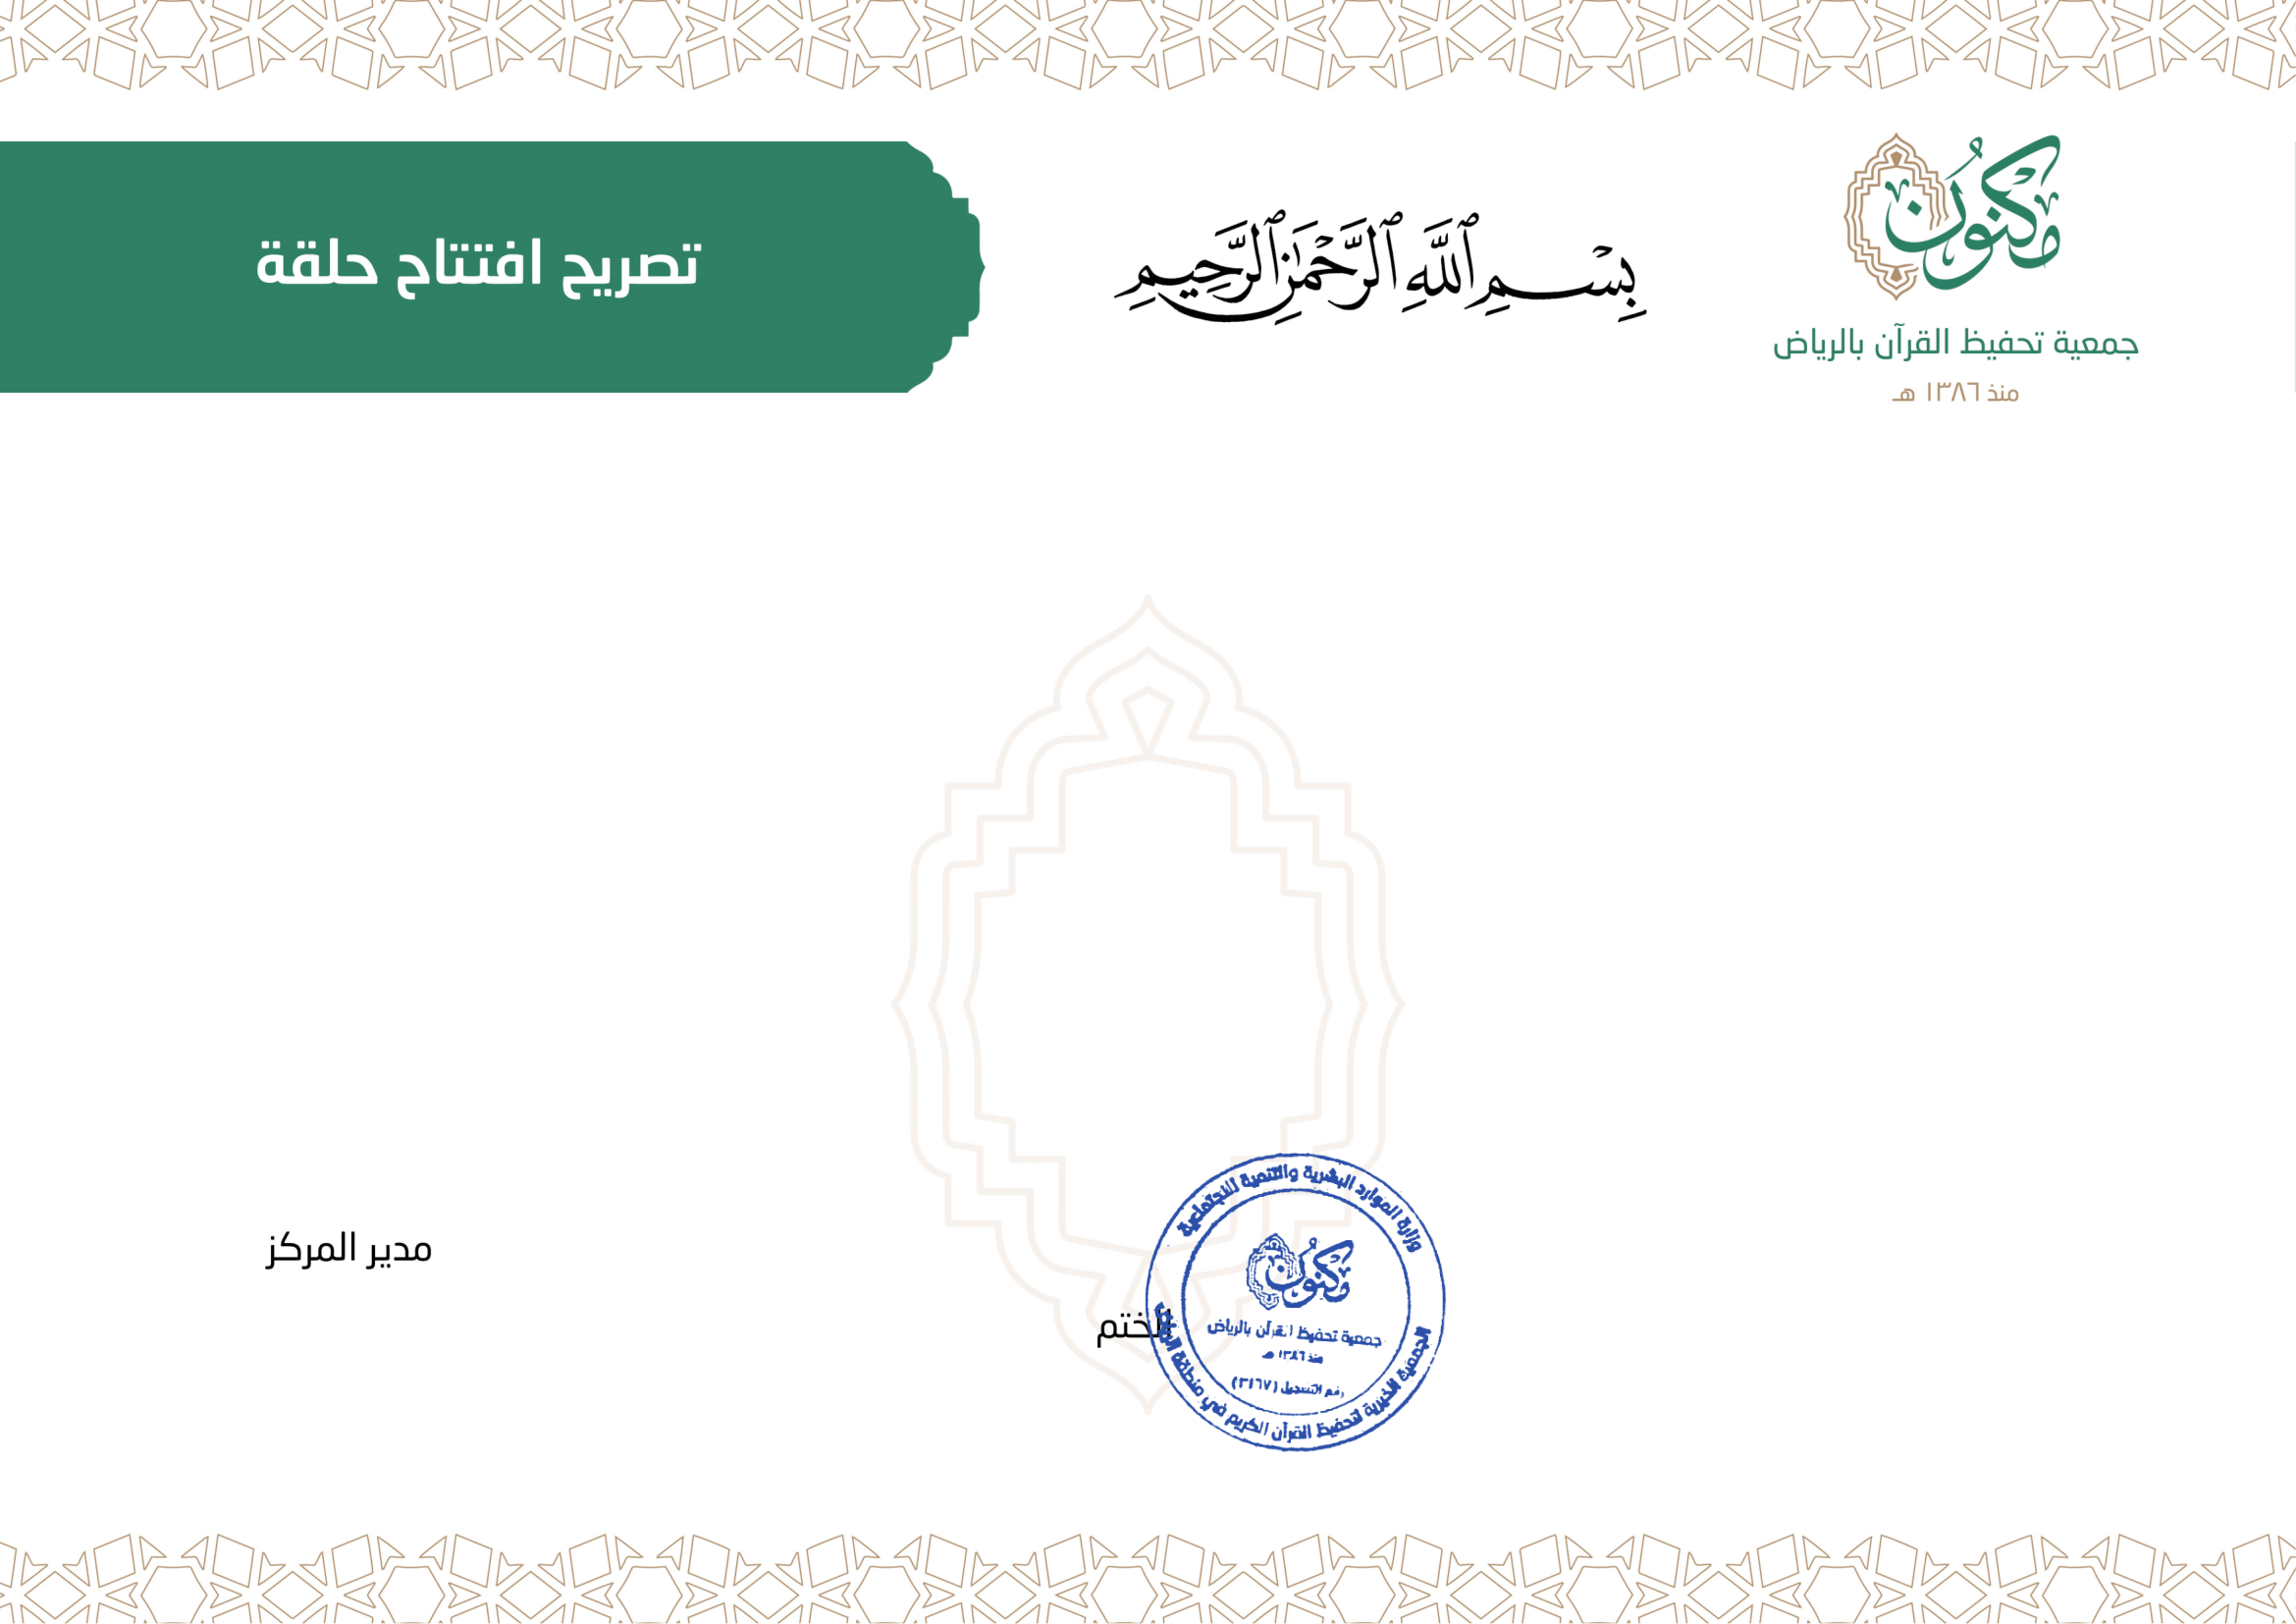 مكنون
جمعية تحفيظ القرآن بالرياض
منذ ١٣٨٦ هـ
بِسْمِ ٱللَّهِ ٱلرَّحْمَٰنِ ٱلرَّحِيمِ
تصريح افتتاح حلقة
مدير المركز
الختم
وزارة الموارد البشرية والتنمية الاجتماعية
مكنون
جمعية تحفيظ القرآن بالرياض
منذ ١٣٨٦ هـ
رقم التسجيل (٣١٦٧)
الجمعية الخيرية لتحفيظ القرآن الكريم في منطقة الرياض